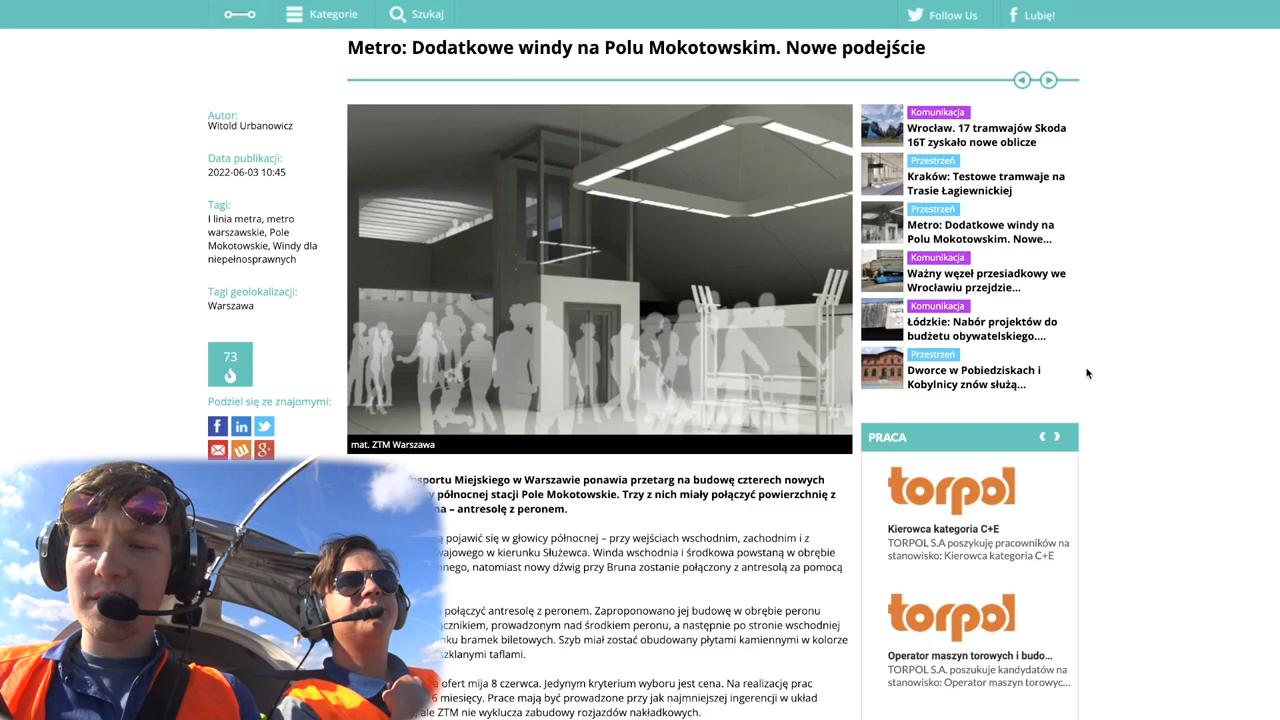 Kategorie
Szukaj
Follow Us
Lubię!
Metro: Dodatkowe windy na Polu Mokotowskim. Nowe podejście
Autor:
Witold Urbanowicz
Data publikacji:
2022-06-03 10:45
Tagi:
I linia metra, metro
warszawskie, Pole
Mokotowskie, Windy dla
niepełnosprawnych
Tagi geolokalizacji:
Warszawa
73
Podziel się ze znajomymi:
mat. ZTM Warszawa
nsportu Miejskiego w Warszawie ponawia przetarg na budowę czterech nowych
y północnej stacji Pole Mokotowskie. Trzy z nich miały połączyć powierzchnię z
na – antresolę z peronem.
ą pojawić się w głowicy północnej – przy wejściach wschodnim, zachodnim i z
wajowego w kierunku Służewca. Winda wschodnia i środkowa powstaną w obrębie
nnego, natomiast nowy dźwig przy Bruna zostanie połączony z antresolą za pomocą
połączyć antresolę z peronem. Zaproponowano jej budowę w obrębie peronu
ącznikiem, prowadzonym nad środkiem peronu, a następnie po stronie wschodniej
nku bramek biletowych. Szyb miał zostać obudowany płytami kamiennymi w kolorze
szklanymi taflami.
a ofert mija 8 czerwca. Jedynym kryterium wyboru jest cena. Na realizację prac
6 miesięcy. Prace mają być prowadzone przy jak najmniejszej ingerencji w układ
ale ZTM nie wyklucza zabudowy rozjazdów nakładkowych.
Komunikacja
Wrocław. 17 tramwajów Skoda
16T zyskało nowe oblicze
Przestrzeń
Kraków: Testowe tramwaje na
Trasie Łagiewnickiej
Przestrzeń
Metro: Dodatkowe windy na
Polu Mokotowskim. Nowe...
Komunikacja
Ważny węzeł przesiadkowy we
Wrocławiu przejdzie...
Komunikacja
Łódzkie: Nabór projektów do
budżetu obywatelskiego....
Przestrzeń
Dworce w Pobiedziskach i
Kobylnicy znów służą...
PRACA
torpol
Kierowca kategoria C+E
TORPOL S.A poszykuję pracowników na
stanowisko: Kierowca kategoria C+E
torpol
Operator maszyn torowych i budo...
TORPOL S.A. poszukuje kandydatów na
stanowisko: Operator maszyn torowyc...